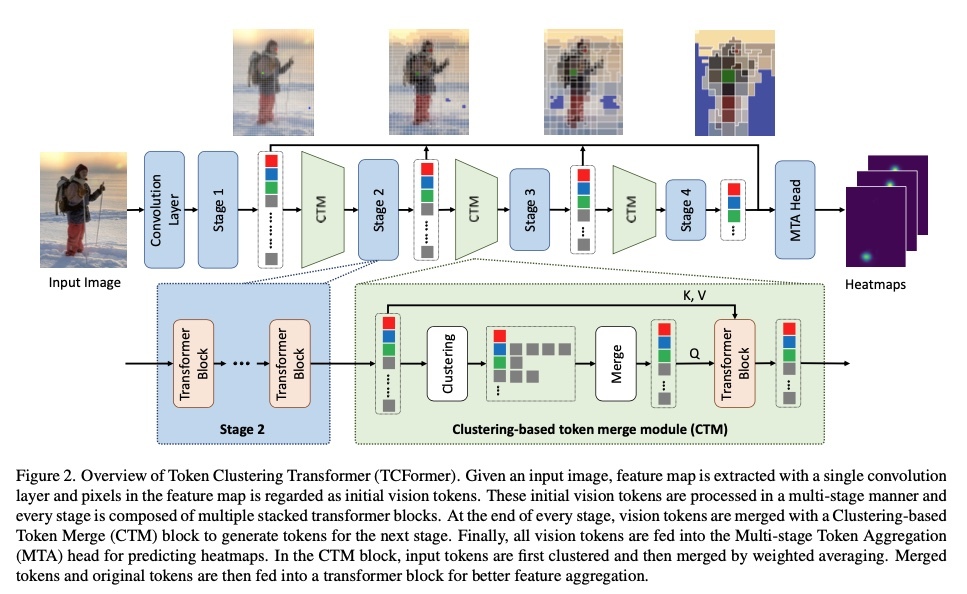 Input Image
Convolution
Layer
Stage 1
CTM
Stage 2
CTM
Stage 3
CTM
Stage 4
MTA Head
Heatmaps
Transformer
Block
Transformer
Block
Stage 2
K, V
Clustering
Merge
Q
Transformer
Block
Clustering-based token merge module (CTM)
Figure 2. Overview of Token Clustering Transformer (TCFormer). Given an input image, feature map is extracted with a single convolution
layer and pixels in the feature map is regarded as initial vision tokens. These initial vision tokens are processed in a multi-stage manner and
every stage is composed of multiple stacked transformer blocks. At the end of every stage, vision tokens are merged with a Clustering-based
Token Merge (CTM) block to generate tokens for the next stage. Finally, all vision tokens are fed into the Multi-stage Token Aggregation
(MTA) head for predicting heatmaps. In the CTM block, input tokens are first clustered and then merged by weighted averaging. Merged
tokens and original tokens are then fed into a transformer block for better feature aggregation.